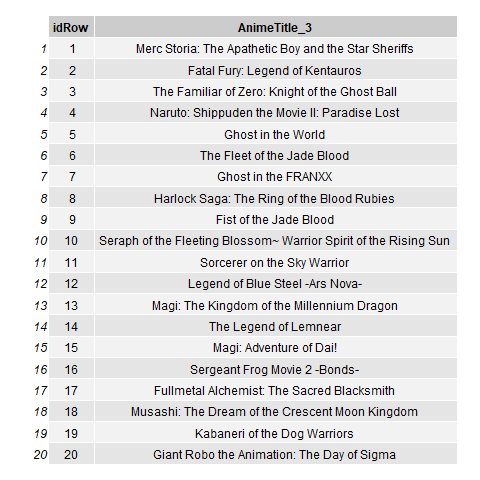 idRow AnimeTitle_3
1 1 Merc Storia: The Apathetic Boy and the Star Sheriffs
2 2 Fatal Fury: Legend of Kentauros
3 3 The Familiar of Zero: Knight of the Ghost Ball
4 4 Naruto: Shippuden the Movie II: Paradise Lost
5 5 Ghost in the World
6 6 The Fleet of the Jade Blood
7 7 Ghost in the FRANXX
8 8 Harlock Saga: The Ring of the Blood Rubies
9 9 Fist of the Jade Blood
10 10 Seraph of the Fleeting Blossom~ Warrior Spirit of the Rising Sun
11 11 Sorcerer on the Sky Warrior
12 12 Legend of Blue Steel -Ars Nova-
13 13 Magi: The Kingdom of the Millennium Dragon
14 14 The Legend of Lemnear
15 15 Magi: Adventure of Dai!
16 16 Sergeant Frog Movie 2 -Bonds-
17 17 Fullmetal Alchemist: The Sacred Blacksmith
18 18 Musashi: The Dream of the Crescent Moon Kingdom
19 19 Kabaneri of the Dog Warriors
20 20 Giant Robo the Animation: The Day of Sigma